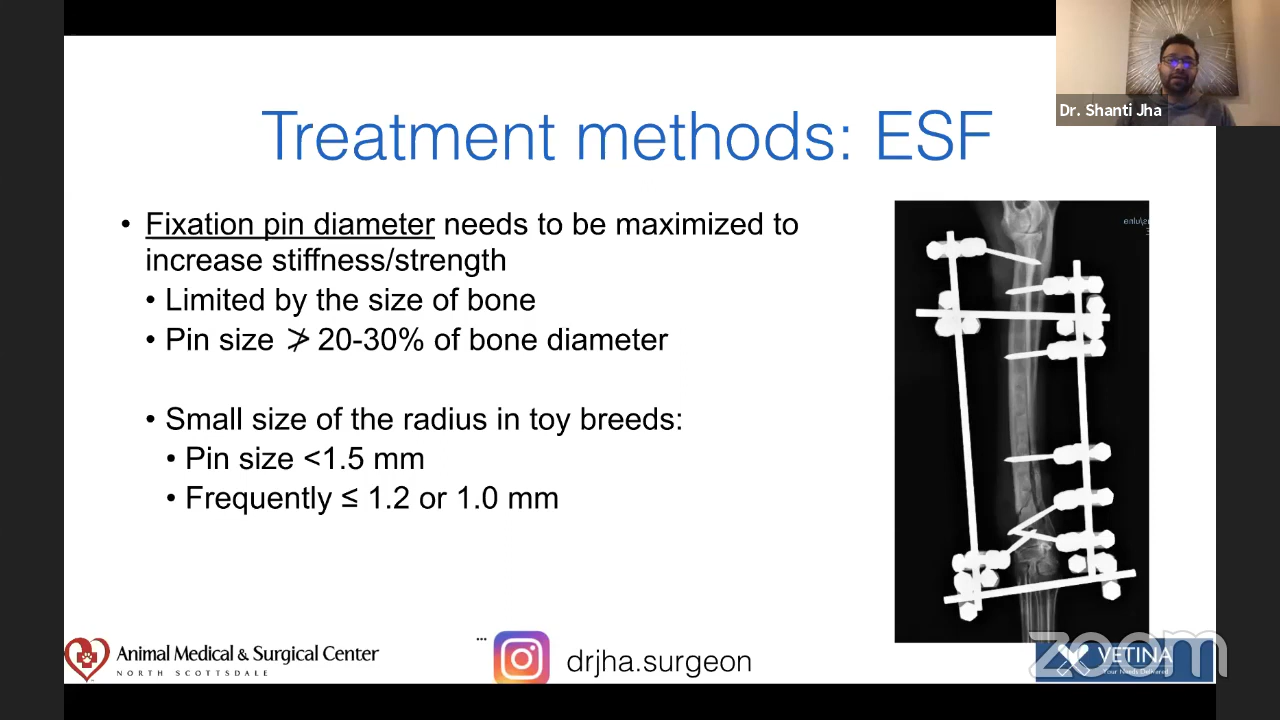 Dr. Shanti Jha
Treatment methods: ESF
• Fixation pin diameter needs to be maximized to
increase stiffness/strength
• Limited by the size of bone
• Pin size ≯ 20-30% of bone diameter
• Small size of the radius in toy breeds:
• Pin size <1.5 mm
• Frequently ≤ 1.2 or 1.0 mm
Animal Medical & Surgical Center
NORTH SCOTTSDALE
...
drjha.surgeon
zoom
VETINA
Your Needs Delivered